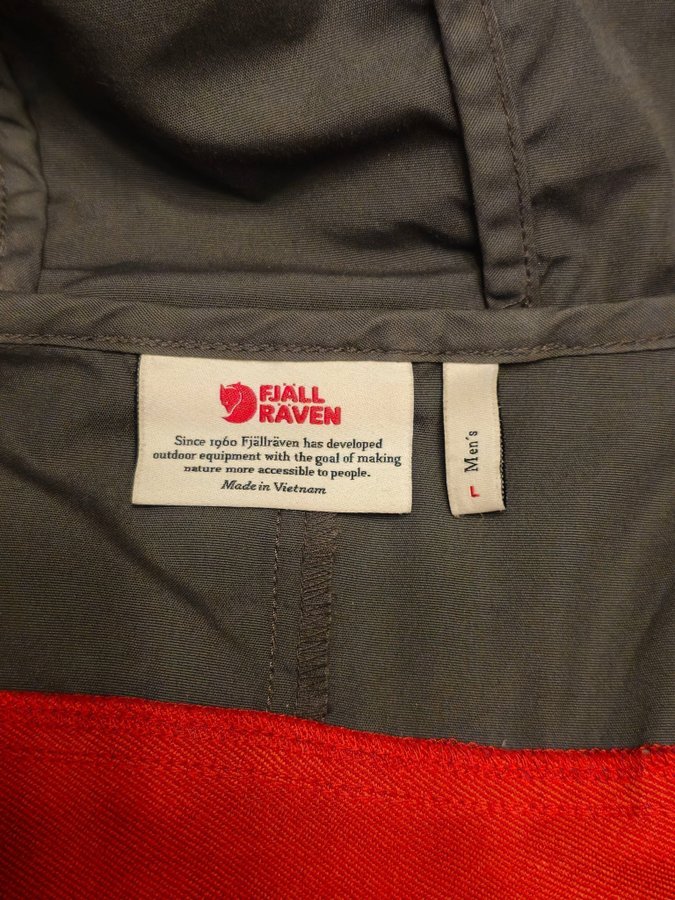 FJÄLL
RÄVEN
Since 1960 Fjällräven has developed
outdoor equipment with the goal of making
nature more accessible to people.
Made in Vietnam
Men's
L